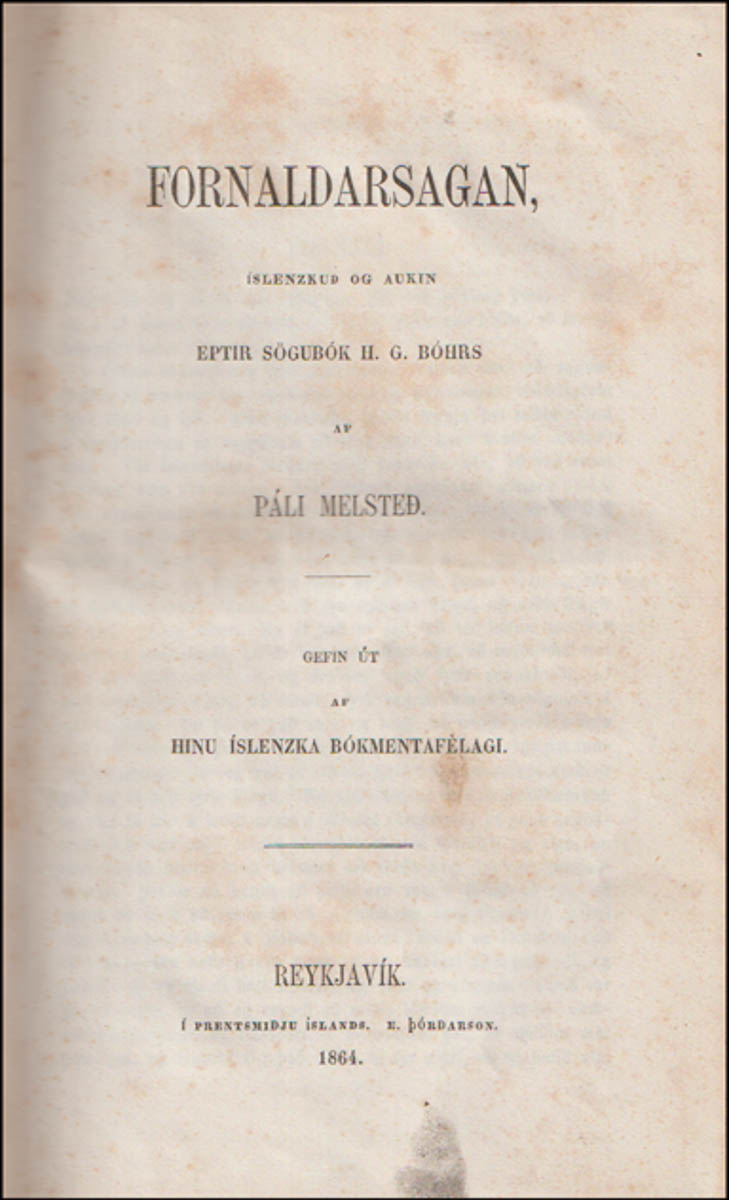 FORNALDARSAGAN,
ÍSLENZKUÐ OG AUKIN
EPTIR SÖGUBÓK H. G. BÓHRS
AF
PÁLI MELSTEÐ.
GEFIN ÚT
AF
HINU ÍSLENZKA BÓKMENTAFÈLAGI.
REYKJAVÍK.
Í PRENTSMIÐJU ÍSLANDS. E. ÞÓRÐARSON.
1864.